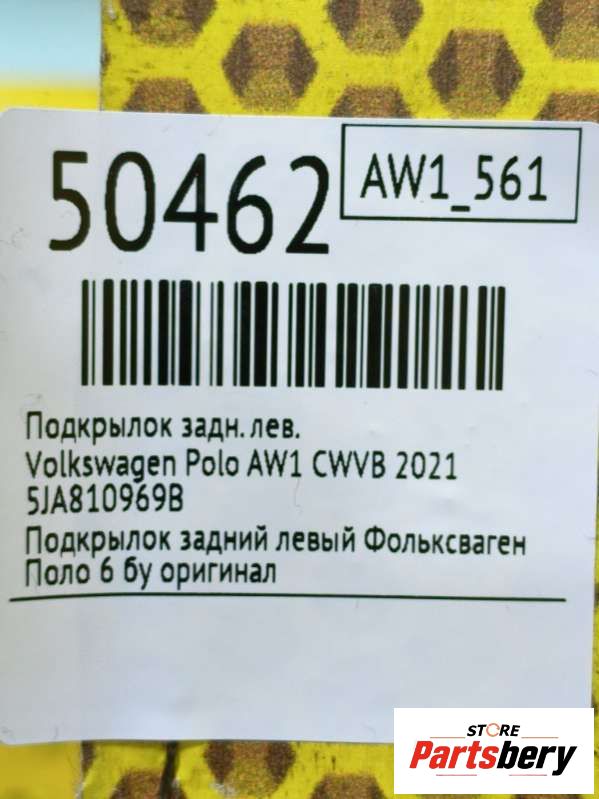 50462
AW1_561
Подкрылок задн. лев.
Volkswagen Polo AW1 CWVB 2021
5JA810969B
Подкрылок задний левый Фольксваген
Поло 6 бу оригинал
STORE
Partsbery